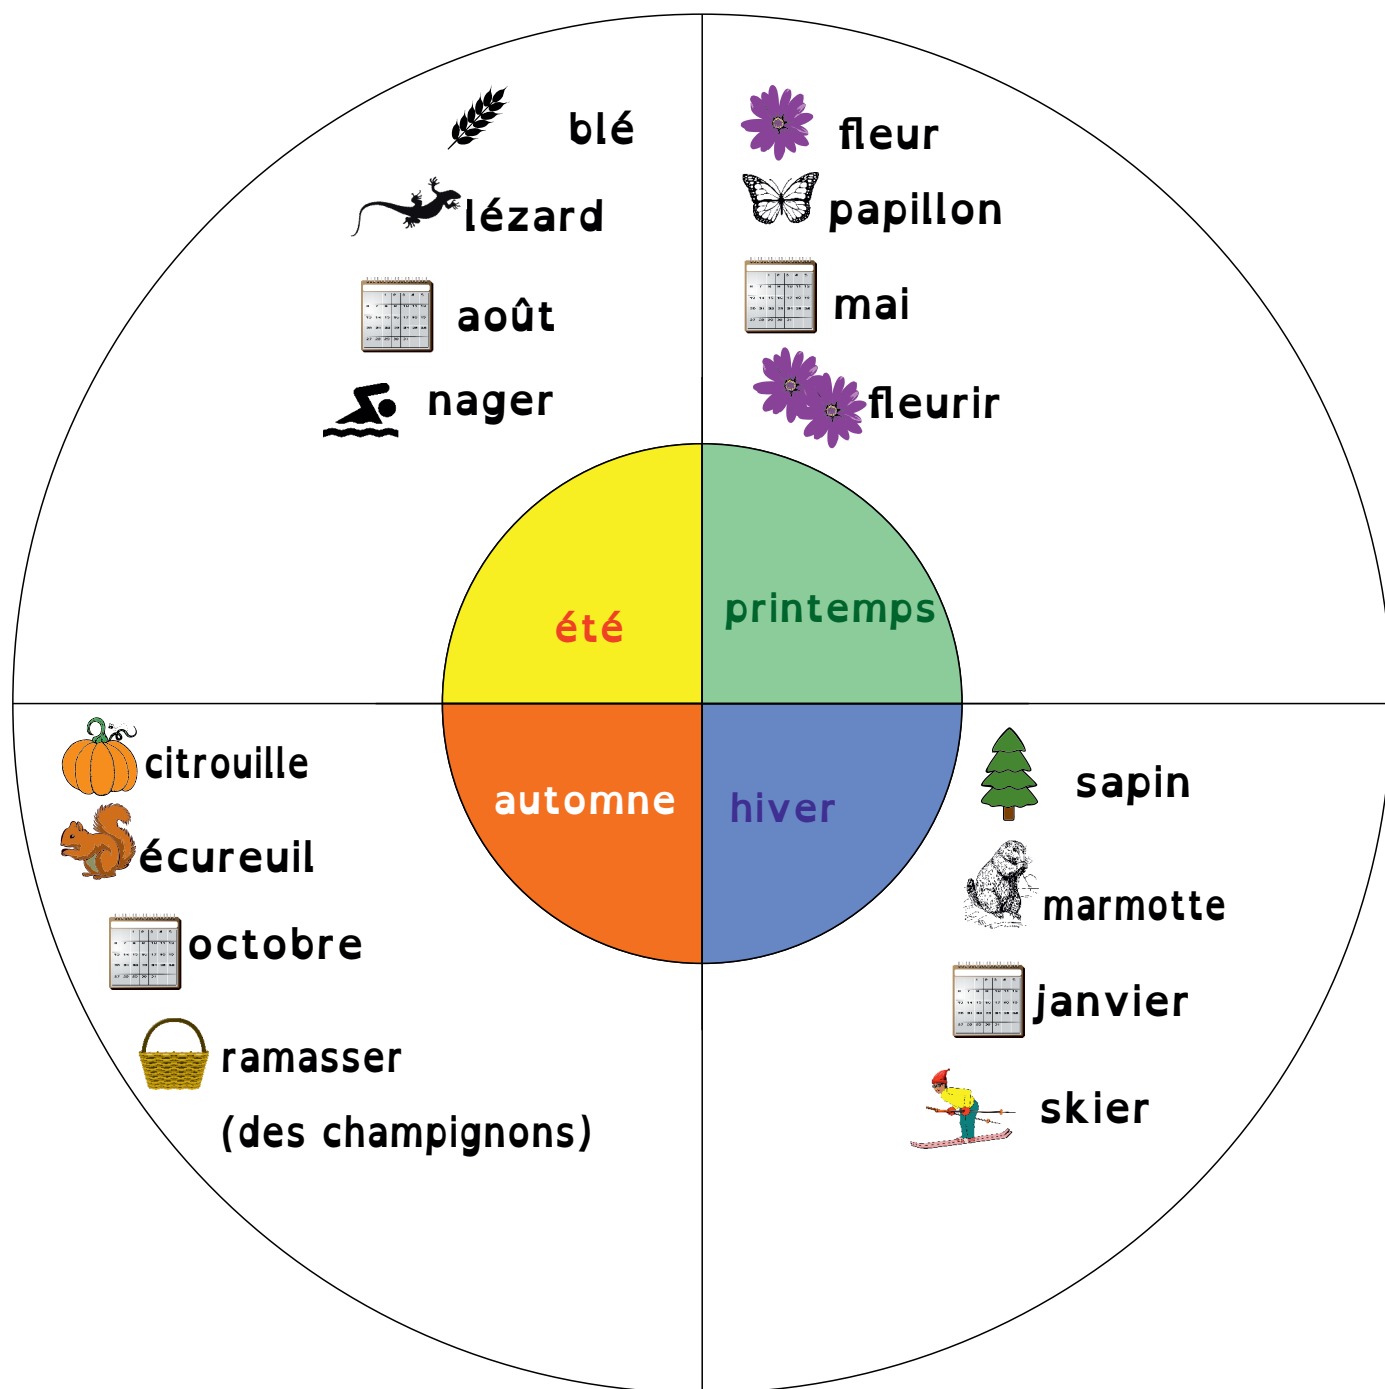 blé
lézard
août
nager
fleur
papillon
mai
fleurir
été
printemps
automne
hiver
citrouille
écureuil
octobre
ramasser
(des champignons)
sapin
marmotte
janvier
skier